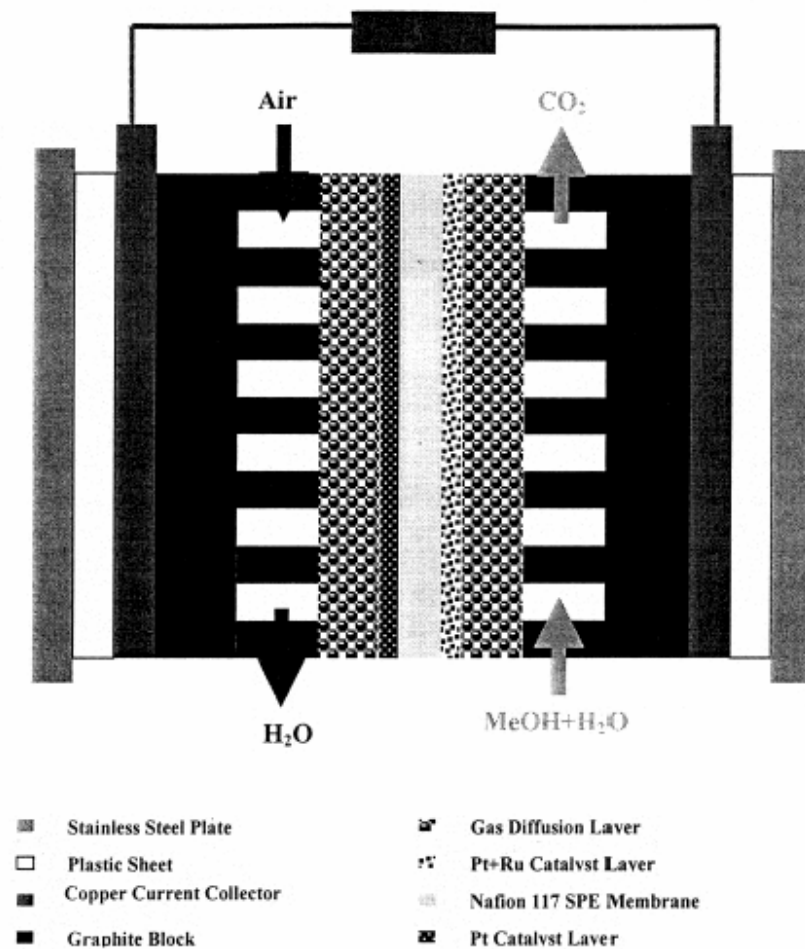 Air
CO₂
H₂O
MeOH+H₂O
Stainless Steel Plate
Plastic Sheet
Copper Current Collector
Graphite Block
Gas Diffusion Layer
Pt+Ru Catalyst Layer
Nafion 117 SPE Membrane
Pt Catalyst Layer